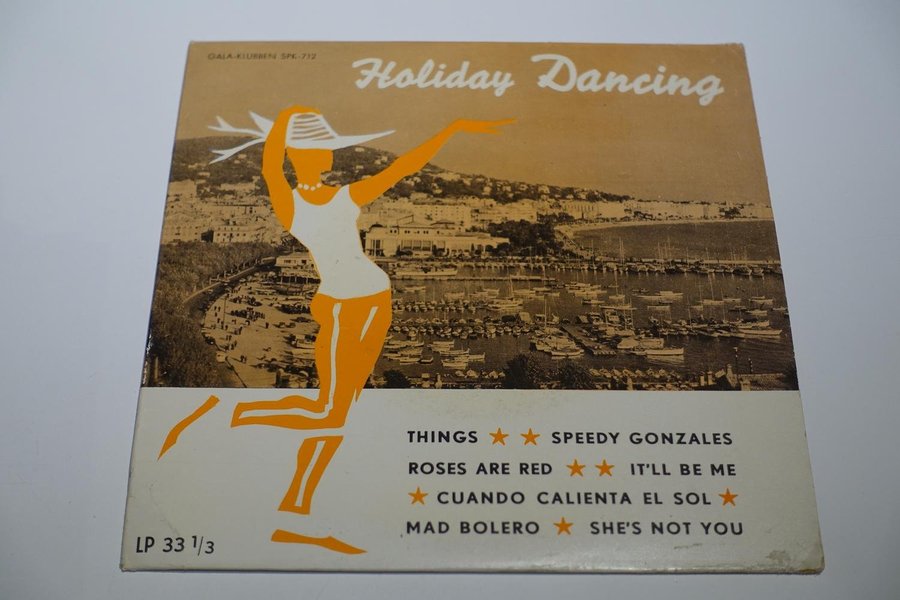 GALA-KLUBBEN SPK-712
Holiday Dancing
THINGS ★ ★ SPEEDY GONZALES
ROSES ARE RED ★ ★ IT'LL BE ME
★ CUANDO CALIENTA EL SOL ★
MAD BOLERO ★ SHE'S NOT YOU
LP 33 1/3